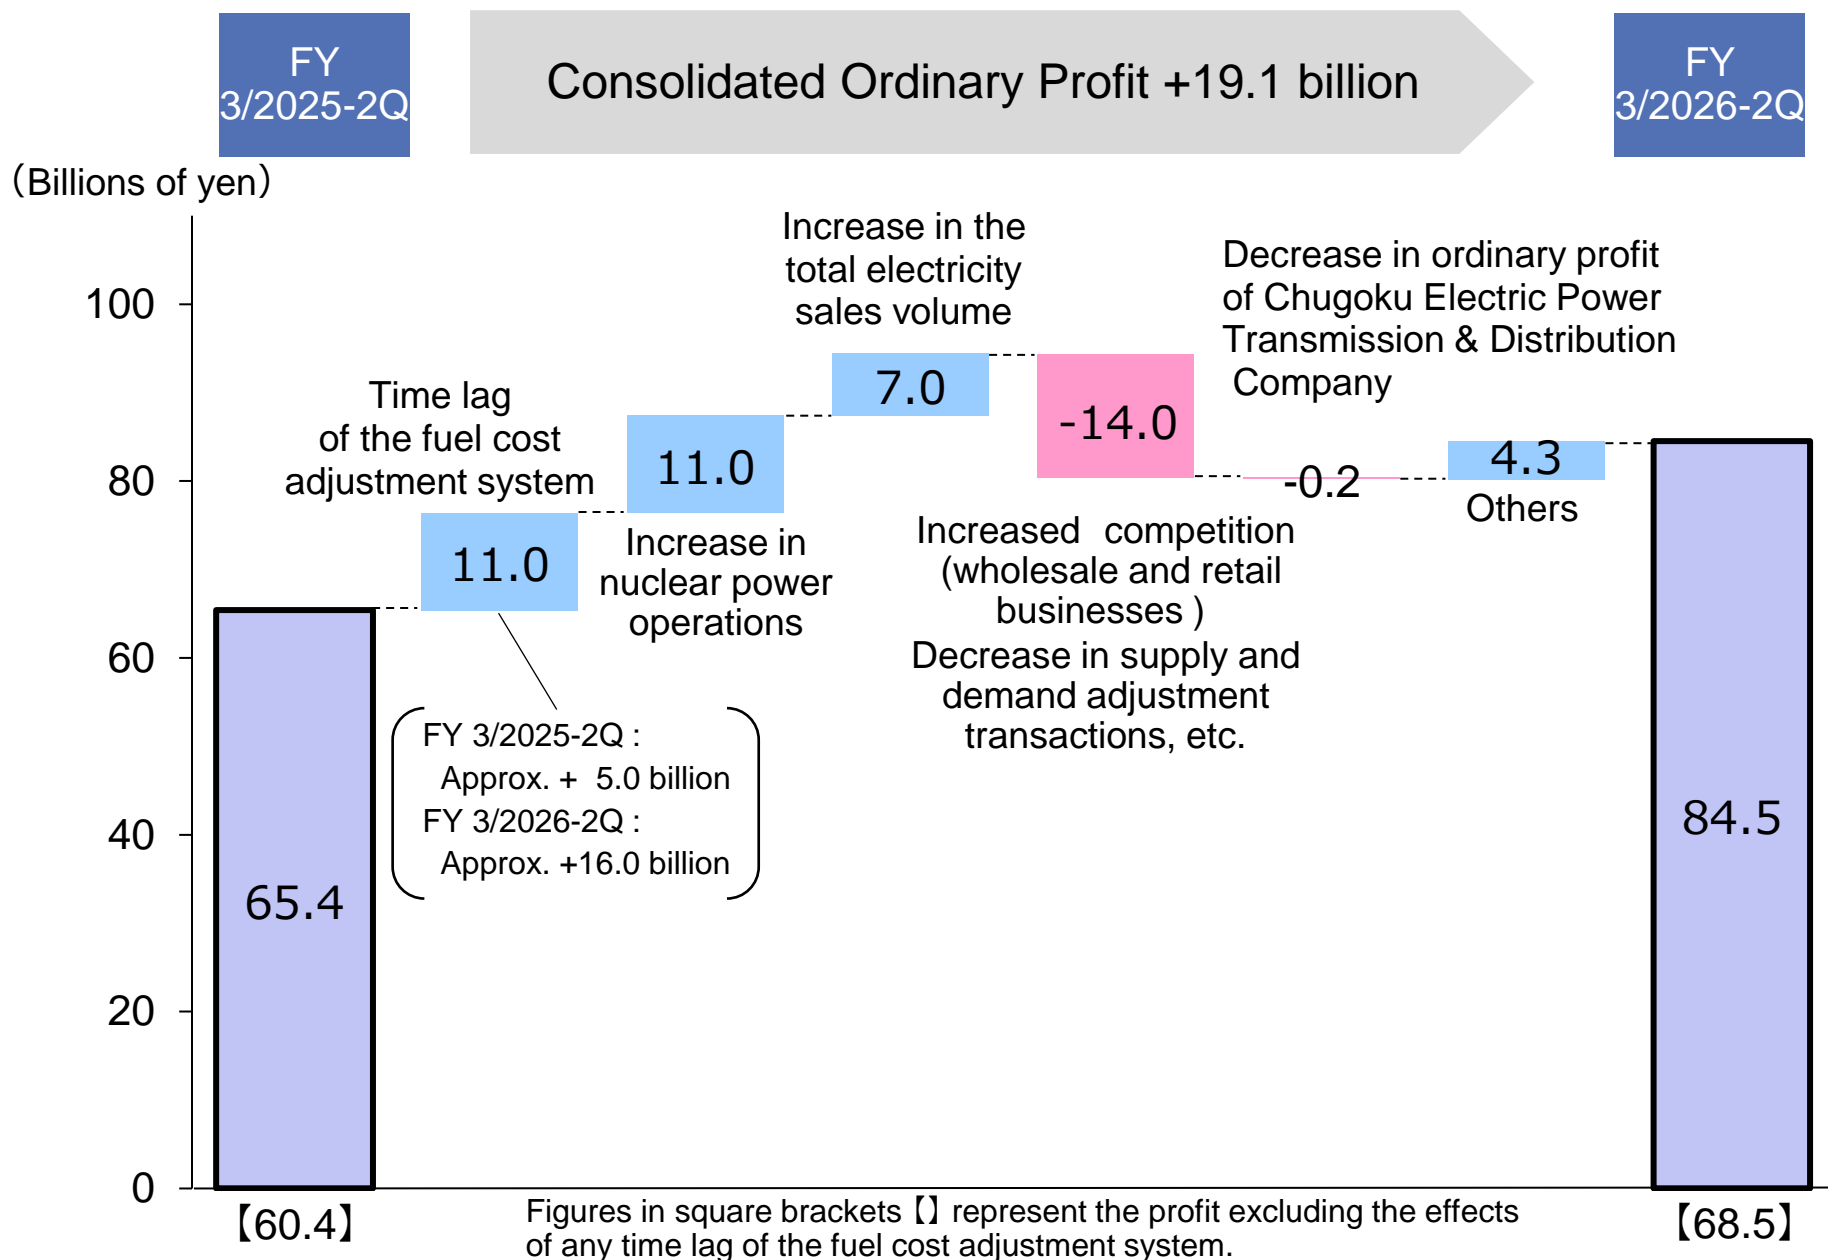 FY
3/2025-2Q
Consolidated Ordinary Profit +19.1 billion
FY
3/2026-2Q
(Billions of yen)
100
80
60
40
20
0
65.4
【60.4】
Time lag
of the fuel cost
adjustment system
11.0
FY 3/2025-2Q :
Approx. + 5.0 billion
FY 3/2026-2Q :
Approx. +16.0 billion
11.0
Increase in
nuclear power
operations
Increase in the
total electricity
sales volume
7.0
-14.0
Increased competition
(wholesale and retail
businesses )
Decrease in supply and
demand adjustment
transactions, etc.
Decrease in ordinary profit
of Chugoku Electric Power
Transmission & Distribution
Company
-0.2
4.3
Others
84.5
【68.5】
Figures in square brackets【】represent the profit excluding the effects
of any time lag of the fuel cost adjustment system.